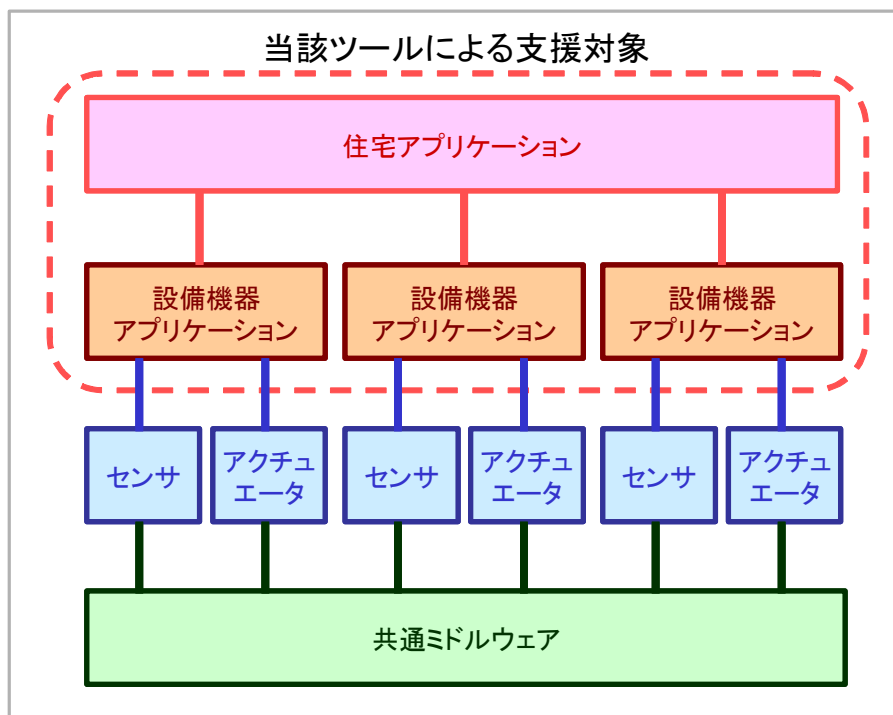 当該ツールによる支援対象
住宅アプリケーション
設備機器
アプリケーション
設備機器
アプリケーション
設備機器
アプリケーション
センサ
アクチュ
エータ
センサ
アクチュ
エータ
センサ
アクチュ
エータ
共通ミドルウェア